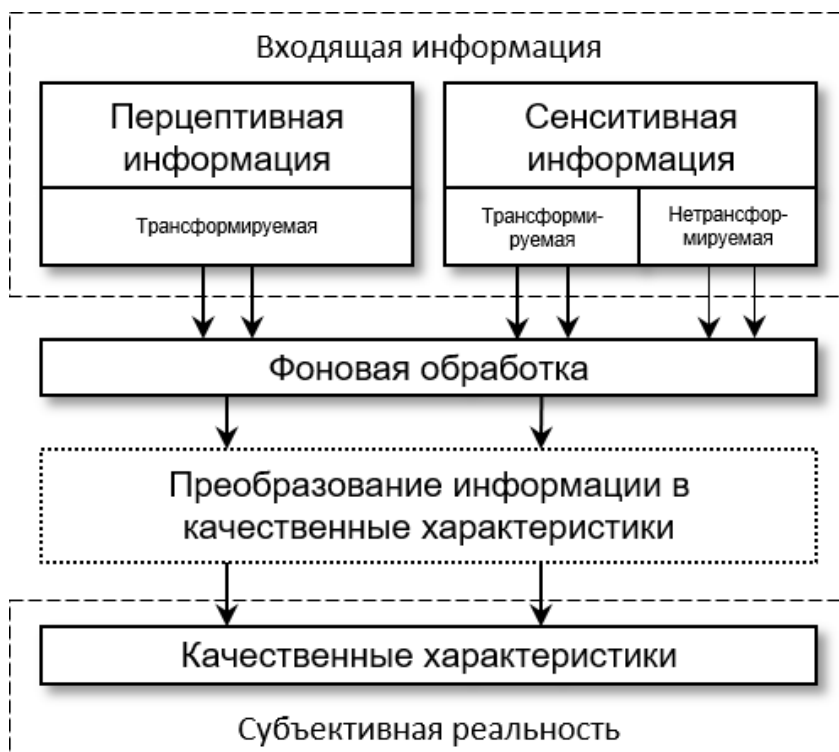 Входящая информация
Перцептивная
информация
Сенситивная
информация
Трансформируемая
Трансформи-
руемая
Нетрансфор-
мируемая
Фоновая обработка
Преобразование информации в
качественные характеристики
Качественные характеристики
Субъективная реальность